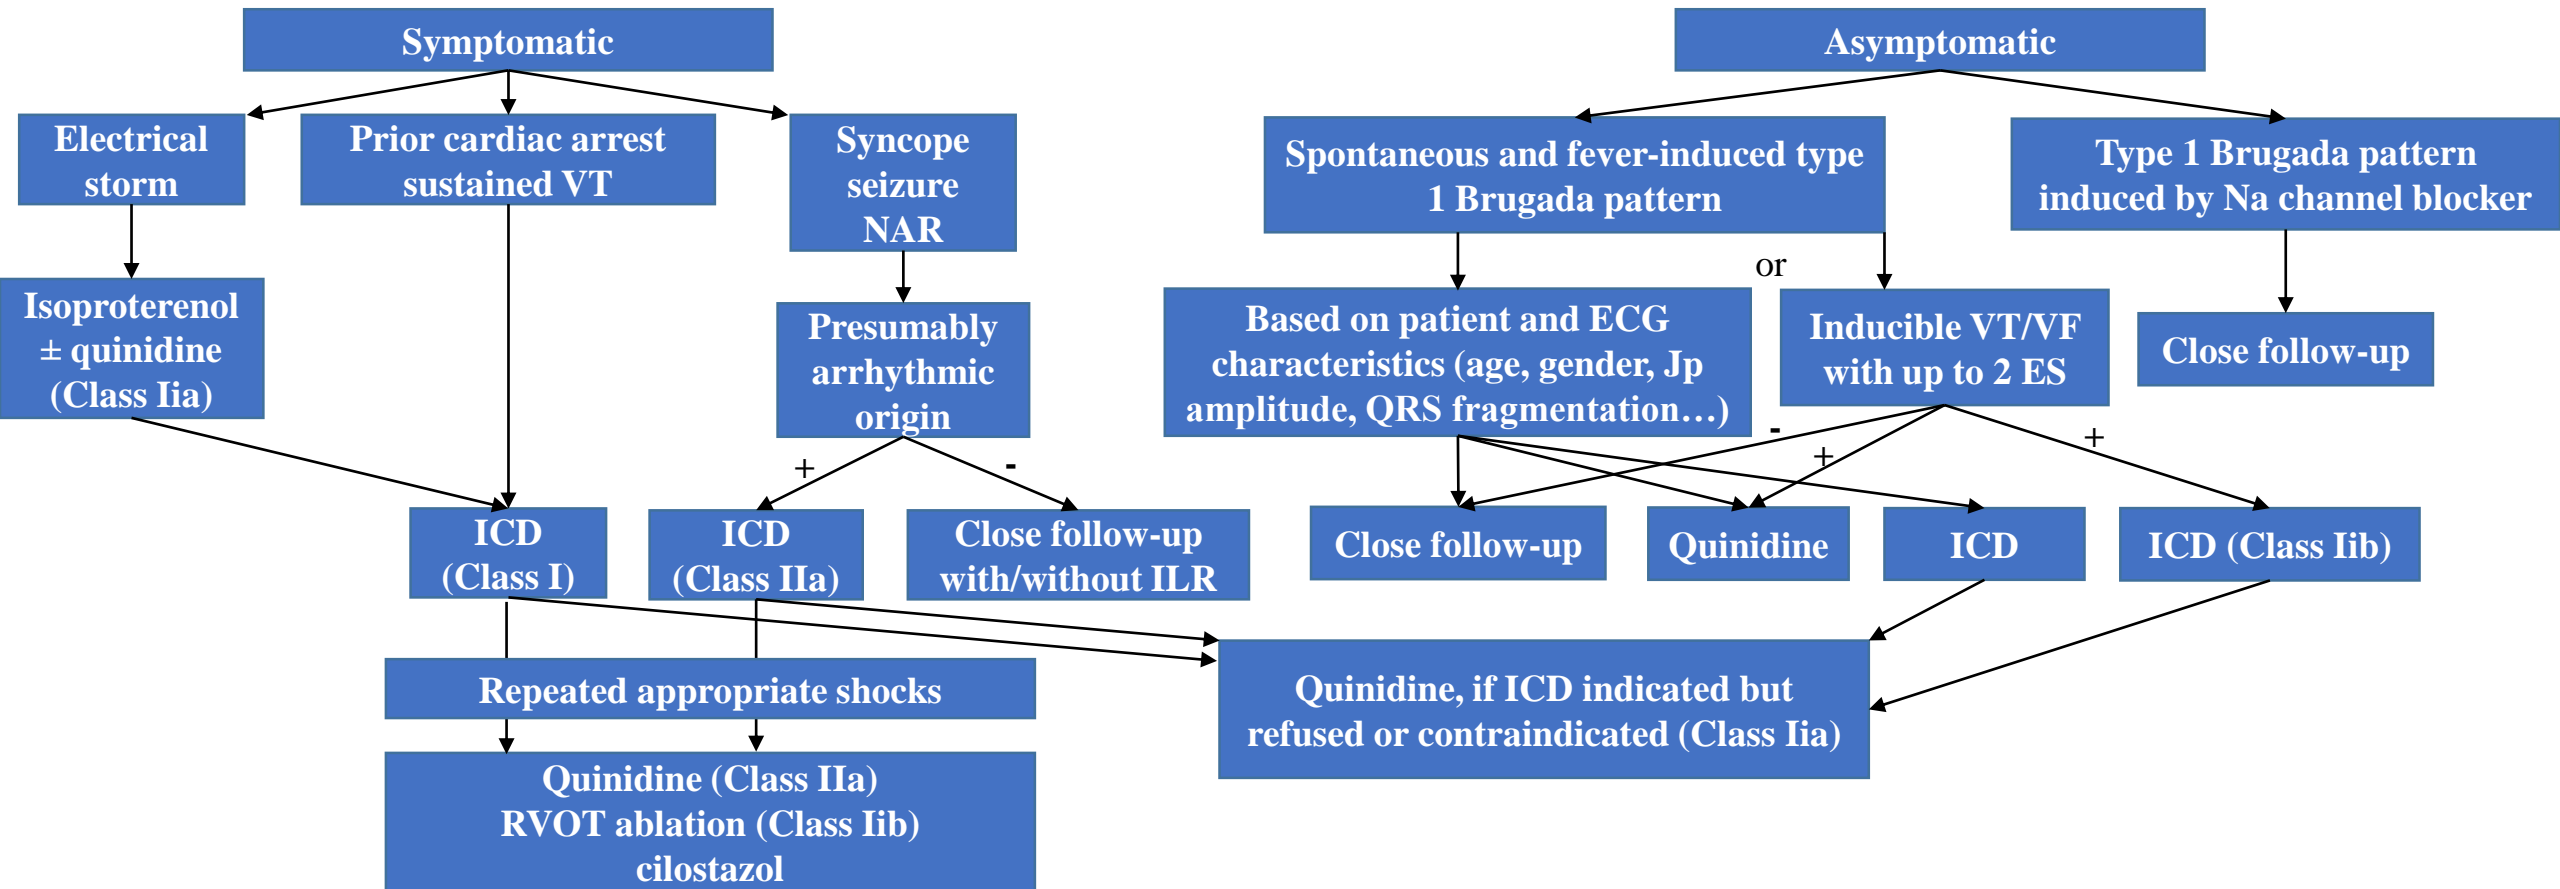 Symptomatic
Asymptomatic
Electrical
storm
Prior cardiac arrest
sustained VT
Syncope
seizure
NAR
Spontaneous and fever-induced type
1 Brugada pattern
Type 1 Brugada pattern
induced by Na channel blocker
or
Isoproterenol
± quinidine
(Class Iia)
Presumably
arrhythmic
origin
Based on patient and ECG
characteristics (age, gender, Jp
amplitude, QRS fragmentation…)
Inducible VT/VF
with up to 2 ES
Close follow-up
+
-
-
+
+
ICD
(Class I)
ICD
(Class IIa)
Close follow-up
with/without ILR
Close follow-up
Quinidine
ICD
ICD (Class Iib)
Repeated appropriate shocks
Quinidine, if ICD indicated but
refused or contraindicated (Class Iia)
Quinidine (Class IIa)
RVOT ablation (Class Iib)
cilostazol